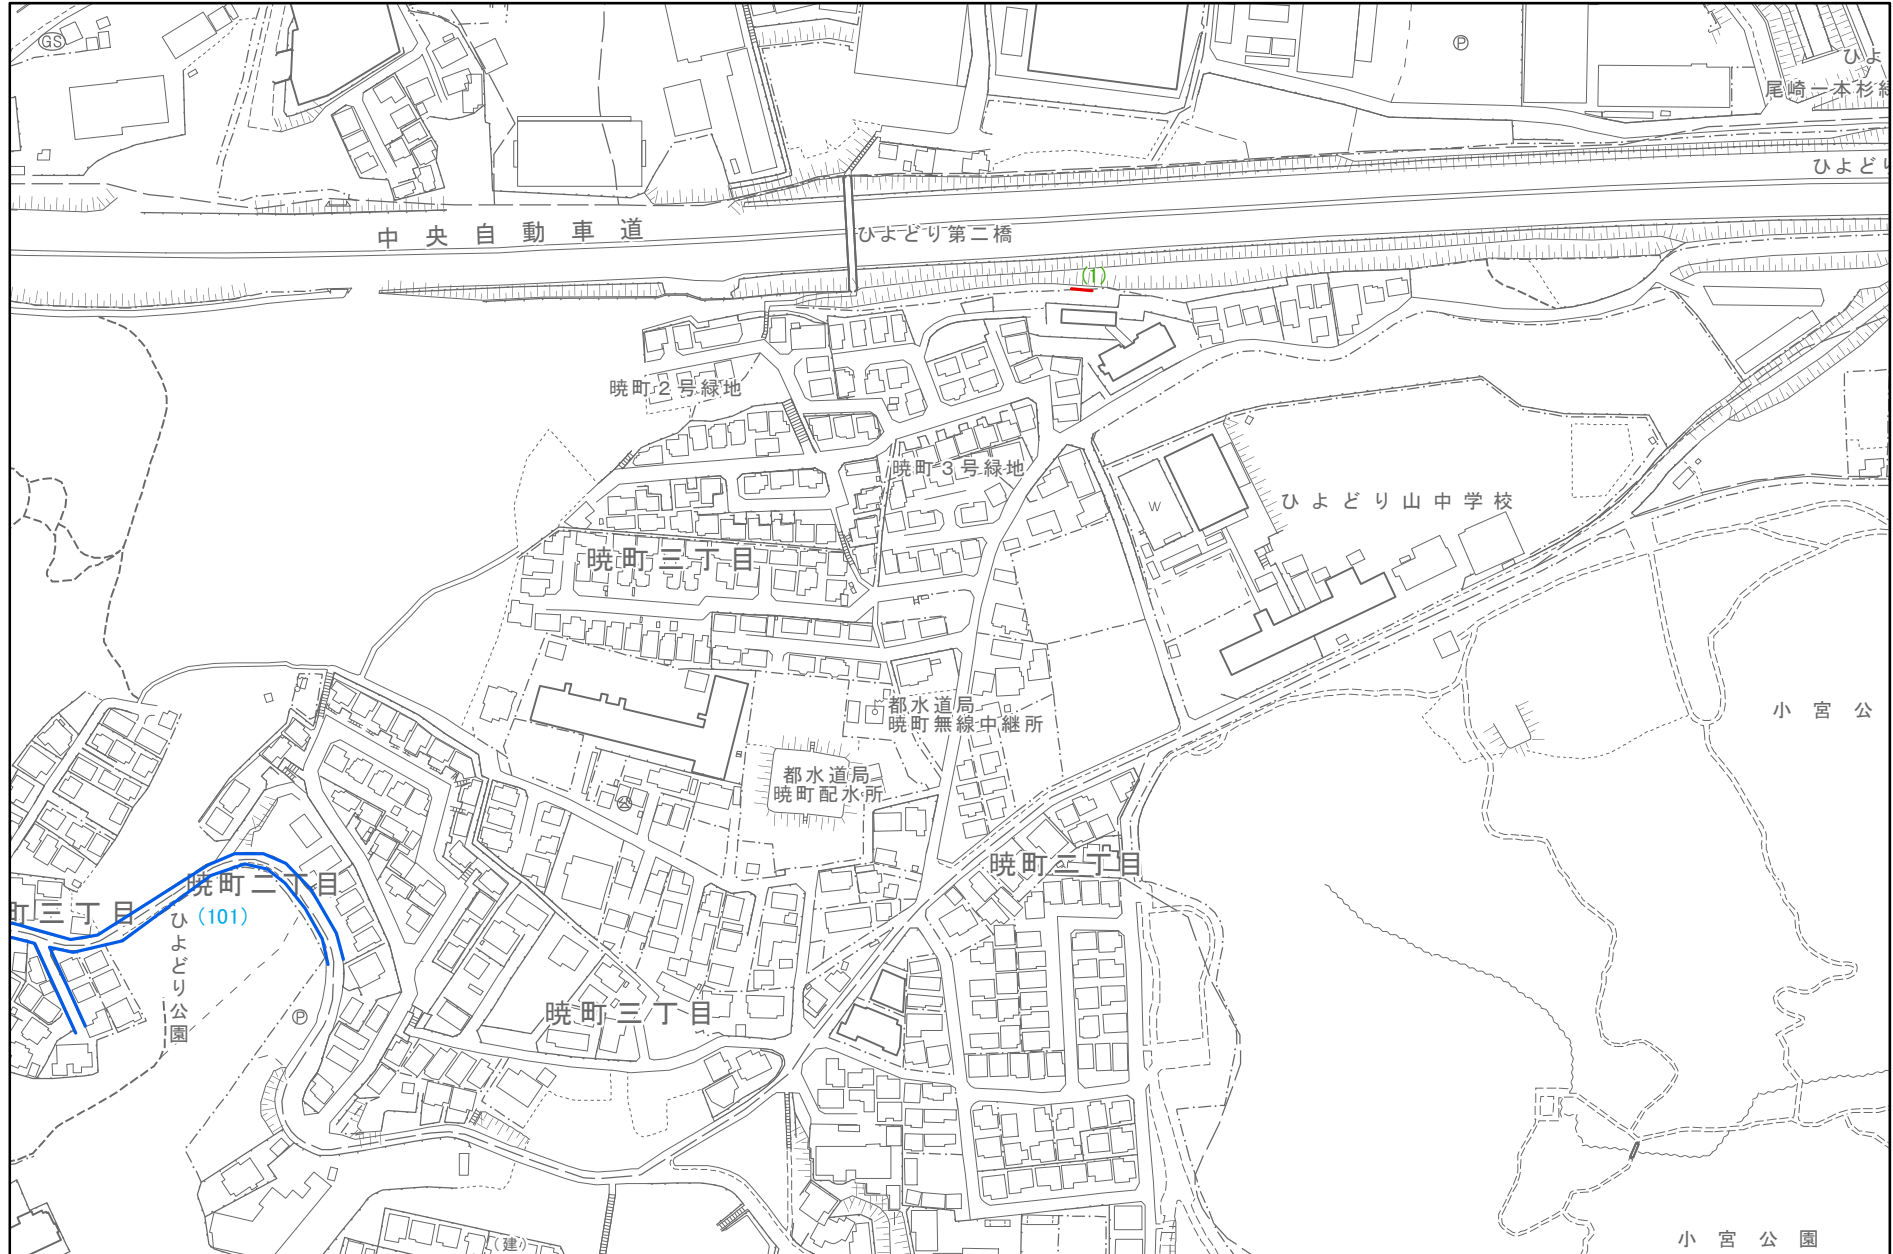 GS
P
ひよ
尾崎一本杉緑
ひより
中央自動車道
ひよどり第二橋
(1)
暁町2号緑地
暁町3号緑地
W
ひよどり山中学校
暁町三丁目
都水道局
暁町無線中継所
小宮公
都水道局
暁町配水所
暁町二丁目
暁町二丁目
町三丁目
(101)
ひよどり公園
P
暁町三丁目
(建)
小宮公園